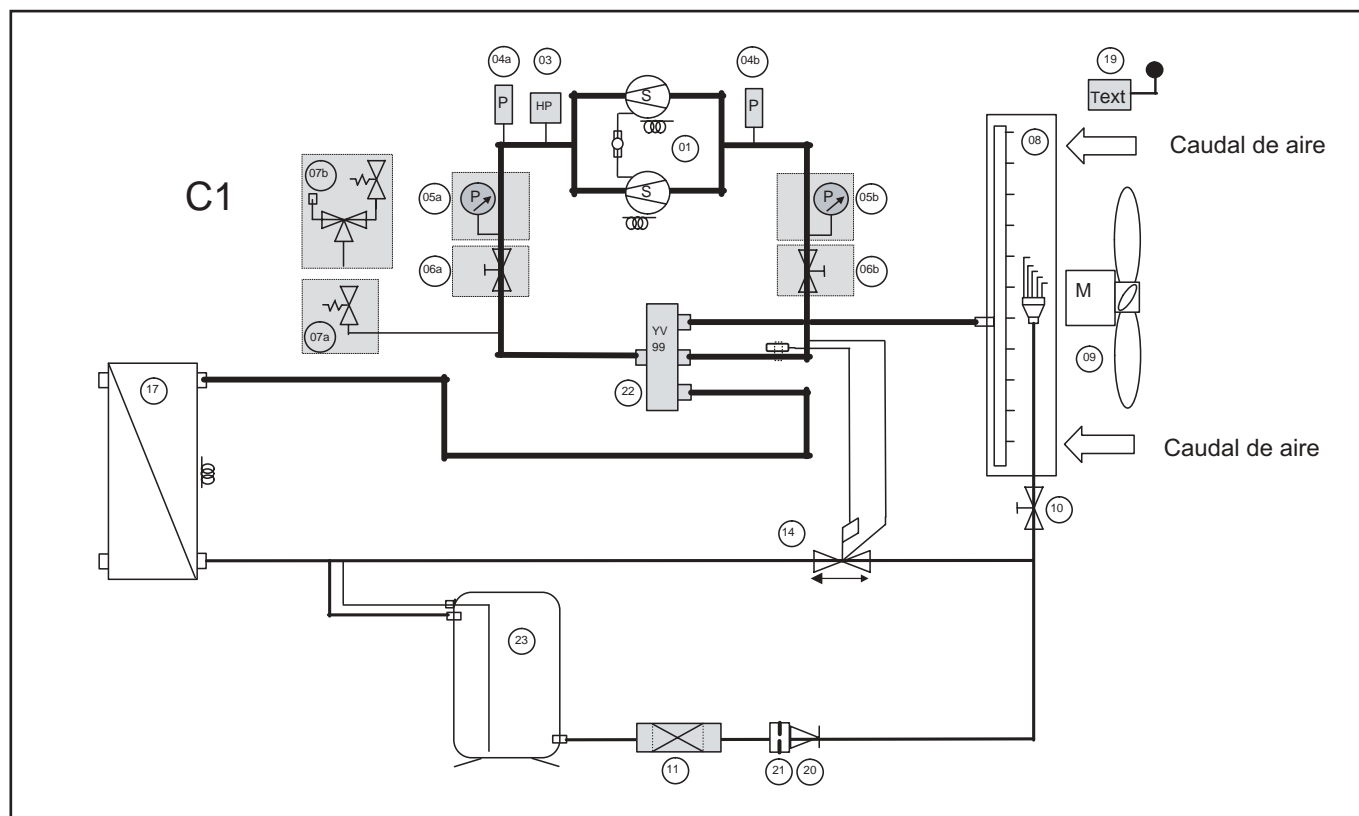 04a
03
04b
19
P
HP
S
P
Text
01
08
Caudal de aire
07b
C1
05a
P
S
P
05b
06a
06b
M
07a
YV
99
09
17
22
Caudal de aire
10
14
23
11
21
20